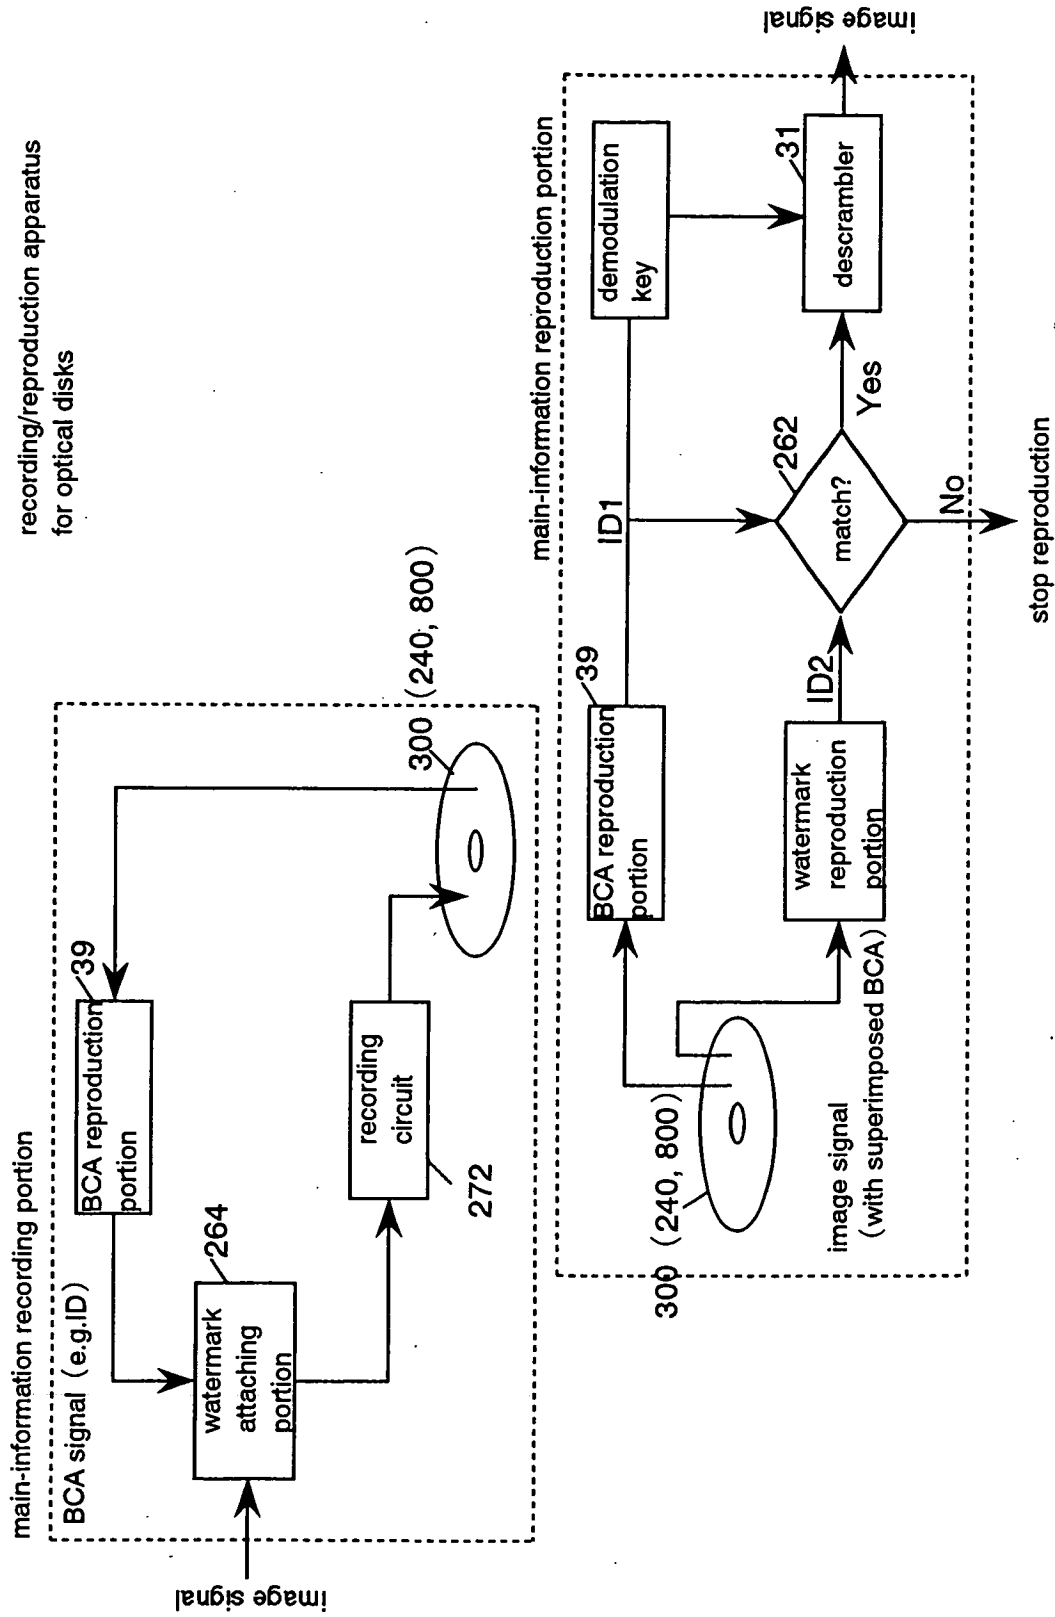 recording/reproduction apparatus
for optical disks
main-information recording portion
BCA signal (e.g.ID)
39
BCA reproduction
portion
264
watermark
attaching
portion
image signal
recording
circuit
272
300 (240, 800)
main-information reproduction portion
39
BCA reproduction
portion
ID1
demodulation
key
300 (240, 800)
image signal
(with superimposed BCA)
watermark
reproduction
portion
ID2
262
match?
Yes
No
stop reproduction
31
descrambler
image signal